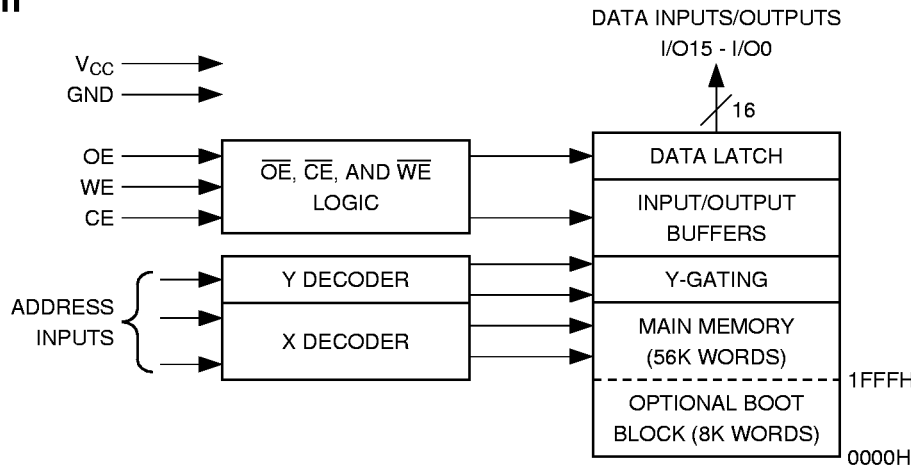 DATA INPUTS/OUTPUTS
I/O15 - I/O0
16
VCC
GND
OE
WE
CE
OE, CE, AND WE
LOGIC
DATA LATCH
INPUT/OUTPUT
BUFFERS
ADDRESS
INPUTS
Y DECODER
X DECODER
Y-GATING
MAIN MEMORY
(56K WORDS)
1FFFH
OPTIONAL BOOT
BLOCK (8K WORDS)
0000H